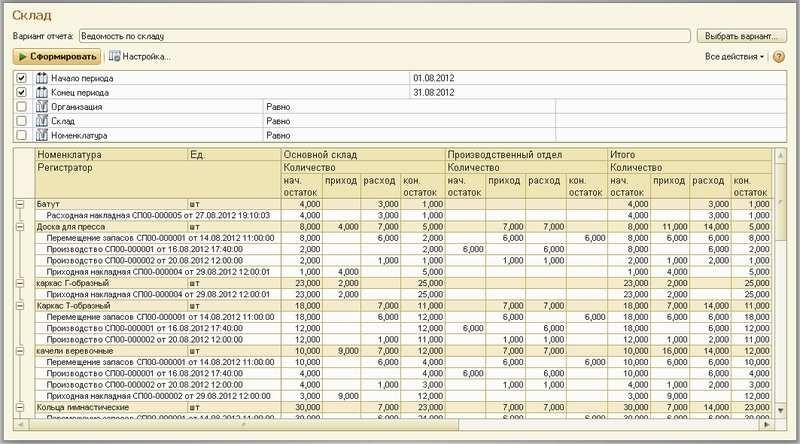 Склад
Вариант отчета: Ведомость по складу Выбрать вариант...
Сформировать Настройка... Все действия
Начало периода 01.08.2012
Конец периода 31.08.2012
Организация Равно
Склад Равно
Номенклатура Равно
Номенклатура Ед. Основной склад Производственный отдел Итого
Регистратор Количество Количество Количество
нач. остаток приход расход кон. остаток нач. остаток приход расход кон. остаток нач. остаток приход расход кон. остаток
Батут шт 4,000 3,000 1,000 4,000 3,000 1,000
Расходная накладная СП00-000005 от 27.08.2012 19:10:03 4,000 3,000 1,000 4,000 3,000 1,000
Доска для пресса шт 8,000 4,000 7,000 5,000 7,000 7,000 8,000 11,000 14,000 5,000
Перемещение запасов СП00-000001 от 14.08.2012 11:00:00 8,000 6,000 2,000 6,000 6,000 8,000 6,000 6,000 8,000
Производство СП00-000001 от 16.08.2012 17:40:00 2,000 2,000 6,000 6,000 8,000 6,000 2,000
Производство СП00-000002 от 20.08.2012 12:00:00 2,000 1,000 1,000 1,000 1,000 2,000 1,000 2,000 1,000
Приходная накладная СП00-000004 от 29.08.2012 12:00:01 1,000 4,000 5,000 1,000 4,000 5,000
каркас Г-образный шт 23,000 2,000 25,000 23,000 2,000 25,000
Приходная накладная СП00-000004 от 29.08.2012 12:00:01 23,000 2,000 25,000 23,000 2,000 25,000
Каркас Т-образный шт 18,000 7,000 11,000 7,000 7,000 18,000 7,000 14,000 11,000
Перемещение запасов СП00-000001 от 14.08.2012 11:00:00 18,000 6,000 12,000 6,000 6,000 18,000 6,000 6,000 18,000
Производство СП00-000001 от 16.08.2012 17:40:00 12,000 12,000 6,000 6,000 18,000 6,000 12,000
Производство СП00-000002 от 20.08.2012 12:00:00 12,000 1,000 11,000 1,000 1,000 12,000 1,000 2,000 11,000
качели веревочные шт 10,000 9,000 7,000 12,000 7,000 7,000 10,000 16,000 14,000 12,000
Перемещение запасов СП00-000001 от 14.08.2012 11:00:00 10,000 6,000 4,000 6,000 6,000 10,000 6,000 6,000 10,000
Производство СП00-000001 от 16.08.2012 17:40:00 4,000 4,000 6,000 6,000 10,000 6,000 4,000
Производство СП00-000002 от 20.08.2012 12:00:00 4,000 1,000 3,000 1,000 1,000 4,000 1,000 2,000 3,000
Приходная накладная СП00-000002 от 29.08.2012 12:00:00 3,000 9,000 12,000 3,000 9,000 12,000
Кольца гимнастические шт 30,000 7,000 23,000 7,000 7,000 30,000 7,000 14,000 23,000